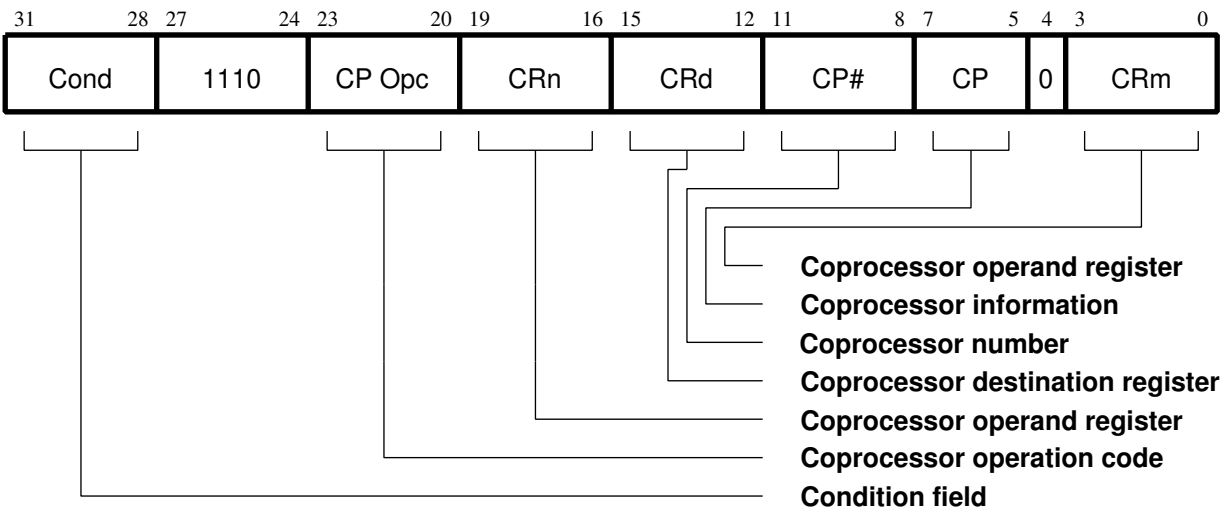 31 28 27 24 23 20 19 16 15 12 11 8 7 5 4 3 0
Cond 1110 CP Opc CRn CRd CP# CP 0 CRm
Coprocessor operand register
Coprocessor information
Coprocessor number
Coprocessor destination register
Coprocessor operand register
Coprocessor operation code
Condition field